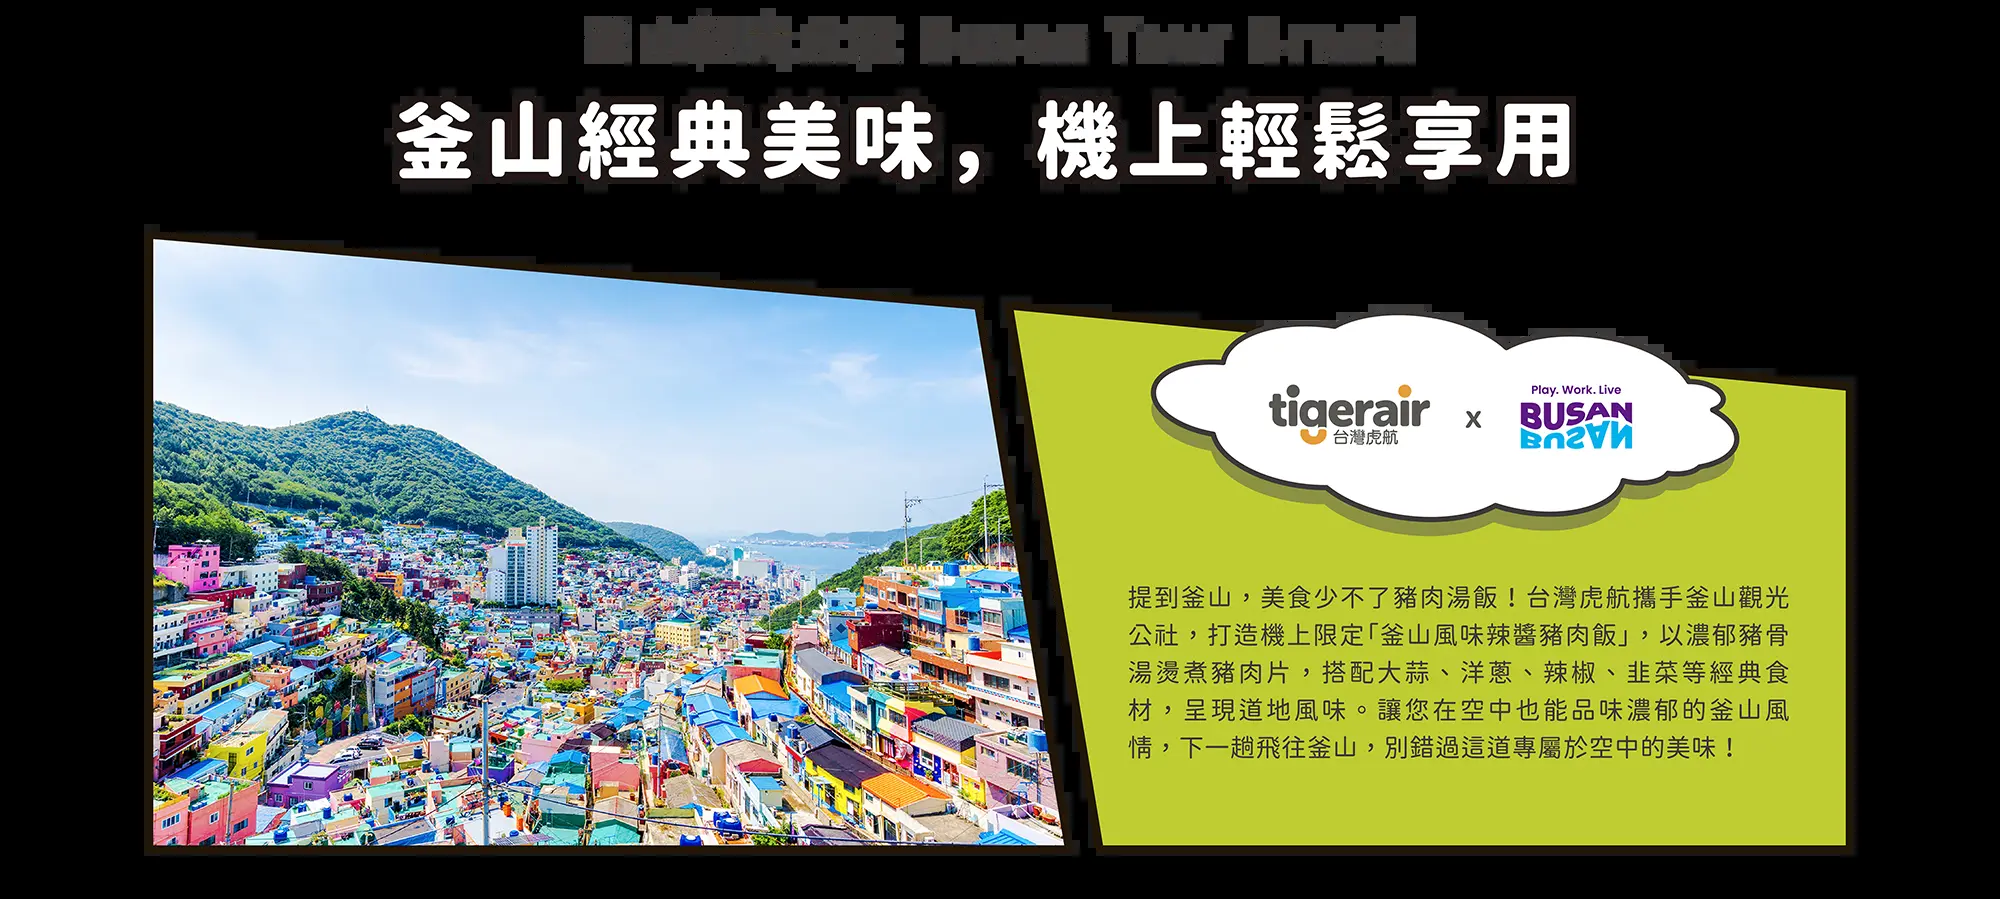 釜山經典美味，機上輕鬆享用
tigerair
台灣虎航
x
Play. Work. Live
BUSAN
BUSAN
提到釜山，美食少不了豬肉湯飯！台灣虎航攜手釜山觀光
公社，打造機上限定「釜山風味辣醬豬肉飯」，以濃郁豬骨
湯燙煮豬肉片，搭配大蒜、洋蔥、辣椒、韭菜等經典食
材，呈現道地風味。讓您在空中也能品味濃郁的釜山風
情，下一趟飛往釜山，別錯過這道專屬於空中的美味！